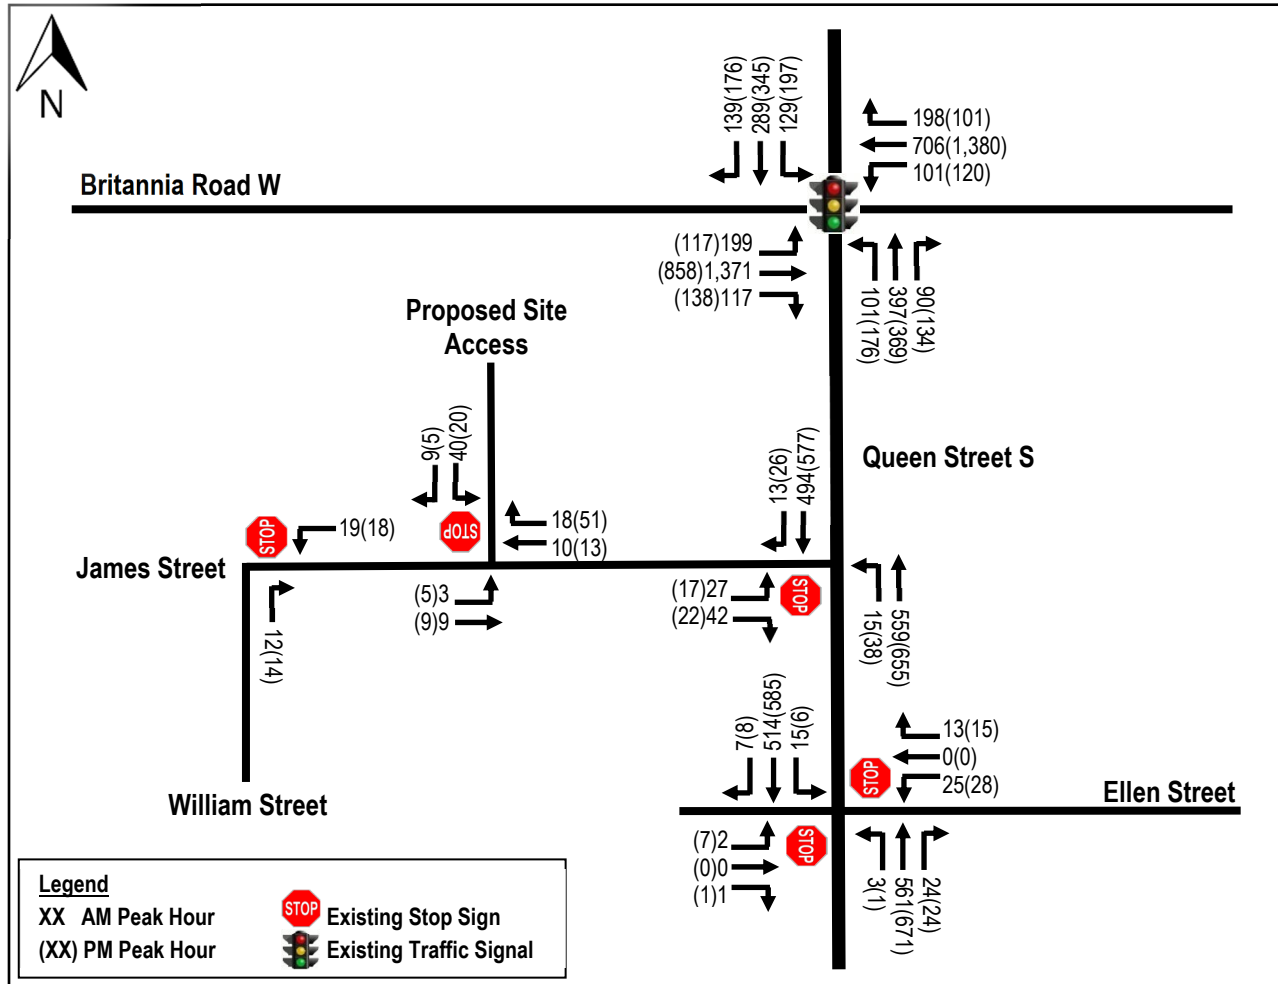 N
139(176)
289(345)
129(197)
198(101)
706(1,380)
101(120)
Britannia Road W
(117)199
(858)1,371
(138)117
101(176)
397(369)
90(134)
Proposed Site
Access
9(5)
40(20)
13(26)
494(577)
Queen Street S
STOP
19(18)
STOP
18(51)
10(13)
James Street
(5)3
(9)9
(17)27
(22)42
STOP
15(38)
559(655)
12(14)
7(8)
514(585)
15(6)
13(15)
0(0)
25(28)
STOP
William Street
Ellen Street
(7)2
(0)0
(1)1
STOP
3(1)
561(671)
24(24)
Legend
XX AM Peak Hour
(XX) PM Peak Hour
STOP Existing Stop Sign
Existing Traffic Signal